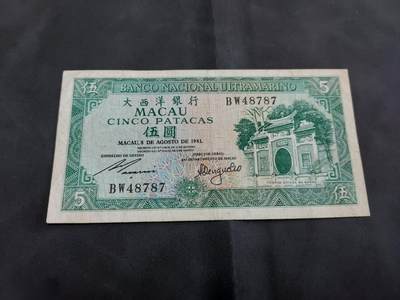 BANCO NACIONAL ULTRAMARINO
5
伍
大西洋銀行
BW48787
MACAU
CINCO PATACAS
伍圓
MACAU, 8 DE AGOSTO DE 1981.
BW48787
5
伍